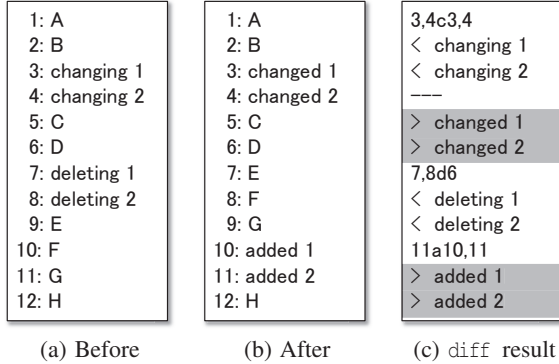 1: A
2: B
3: changing 1
4: changing 2
5: C
6: D
7: deleting 1
8: deleting 2
9: E
10: F
11: G
12: H
(a) Before
1: A
2: B
3: changed 1
4: changed 2
5: C
6: D
7: E
8: F
9: G
10: added 1
11: added 2
12: H
(b) After
3,4c3,4
< changing 1
< changing 2
---
> changed 1
> changed 2
7,8d6
< deleting 1
< deleting 2
11a10,11
> added 1
> added 2
(c) diff result